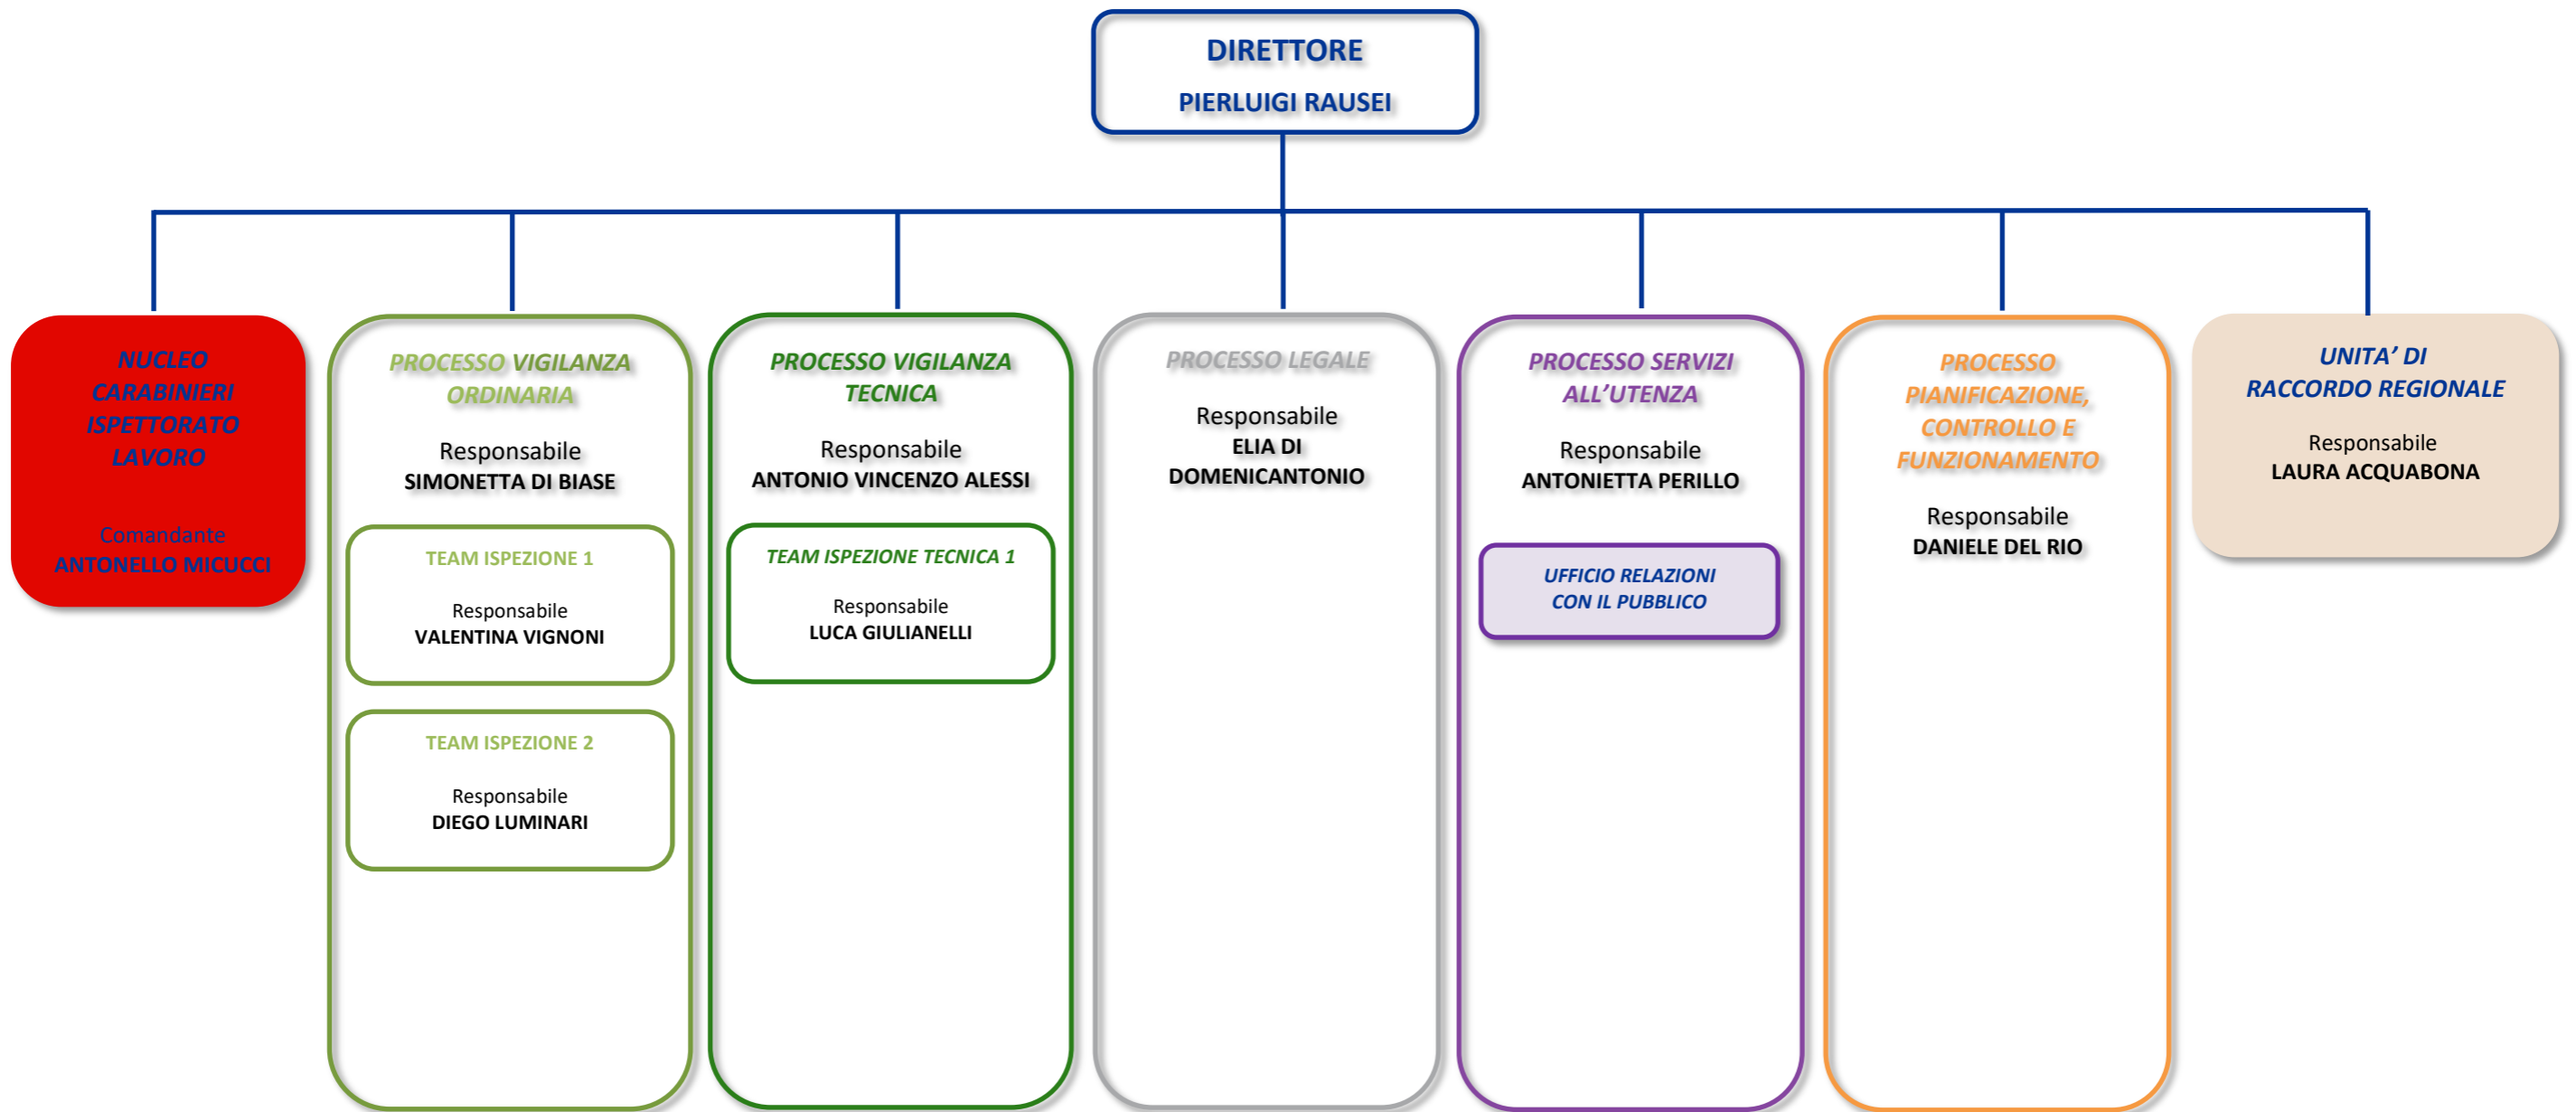 DIRETTORE
PIERLUIGI RAUSEI
NUCLEO
CARABINIERI
ISPETTORATO
LAVORO
Comandante
ANTONELLO MICUCCI
PROCESSO VIGILANZA
ORDINARIA
Responsabile
SIMONETTA DI BIASE
TEAM ISPEZIONE 1
Responsabile
VALENTINA VIGNONI
TEAM ISPEZIONE 2
Responsabile
DIEGO LUMINARI
PROCESSO VIGILANZA
TECNICA
Responsabile
ANTONIO VINCENZO ALESSI
TEAM ISPEZIONE TECNICA 1
Responsabile
LUCA GIULIANELLI
PROCESSO LEGALE
Responsabile
ELIA DI
DOMENICANTONIO
PROCESSO SERVIZI
ALL’UTENZA
Responsabile
ANTONIETTA PERILLO
UFFICIO RELAZIONI
CON IL PUBBLICO
PROCESSO
PIANIFICAZIONE,
CONTROLLO E
FUNZIONAMENTO
Responsabile
DANIELE DEL RIO
UNITA’ DI
RACCORDO REGIONALE
Responsabile
LAURA ACQUABONA